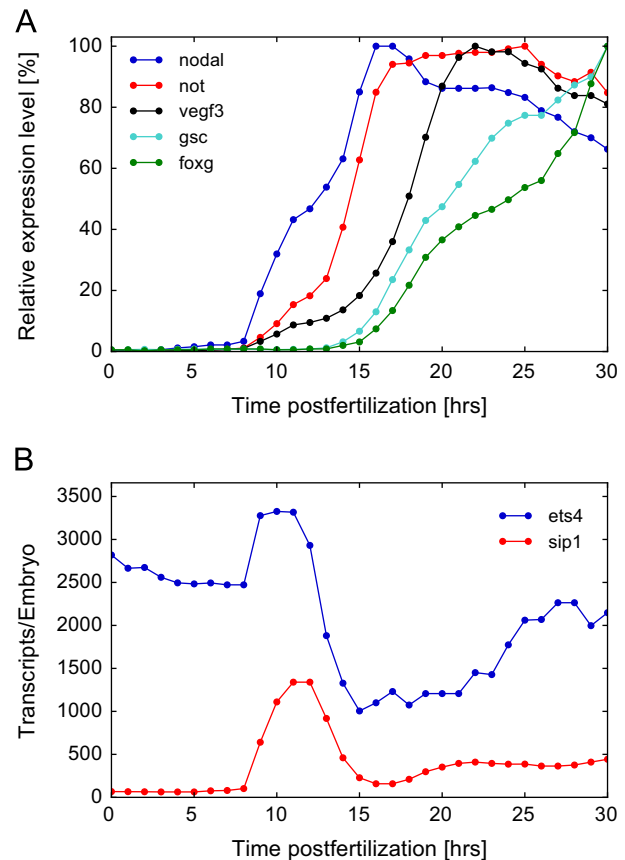 A
Relative expression level [%]
100
80
60
40
20
0
nodal
not
vegf3
gsc
foxg
0 5 10 15 20 25 30
Time postfertilization [hrs]
B
Transcripts/Embryo
3500
3000
2500
2000
1500
1000
500
0
ets4
sip1
0 5 10 15 20 25 30
Time postfertilization [hrs]